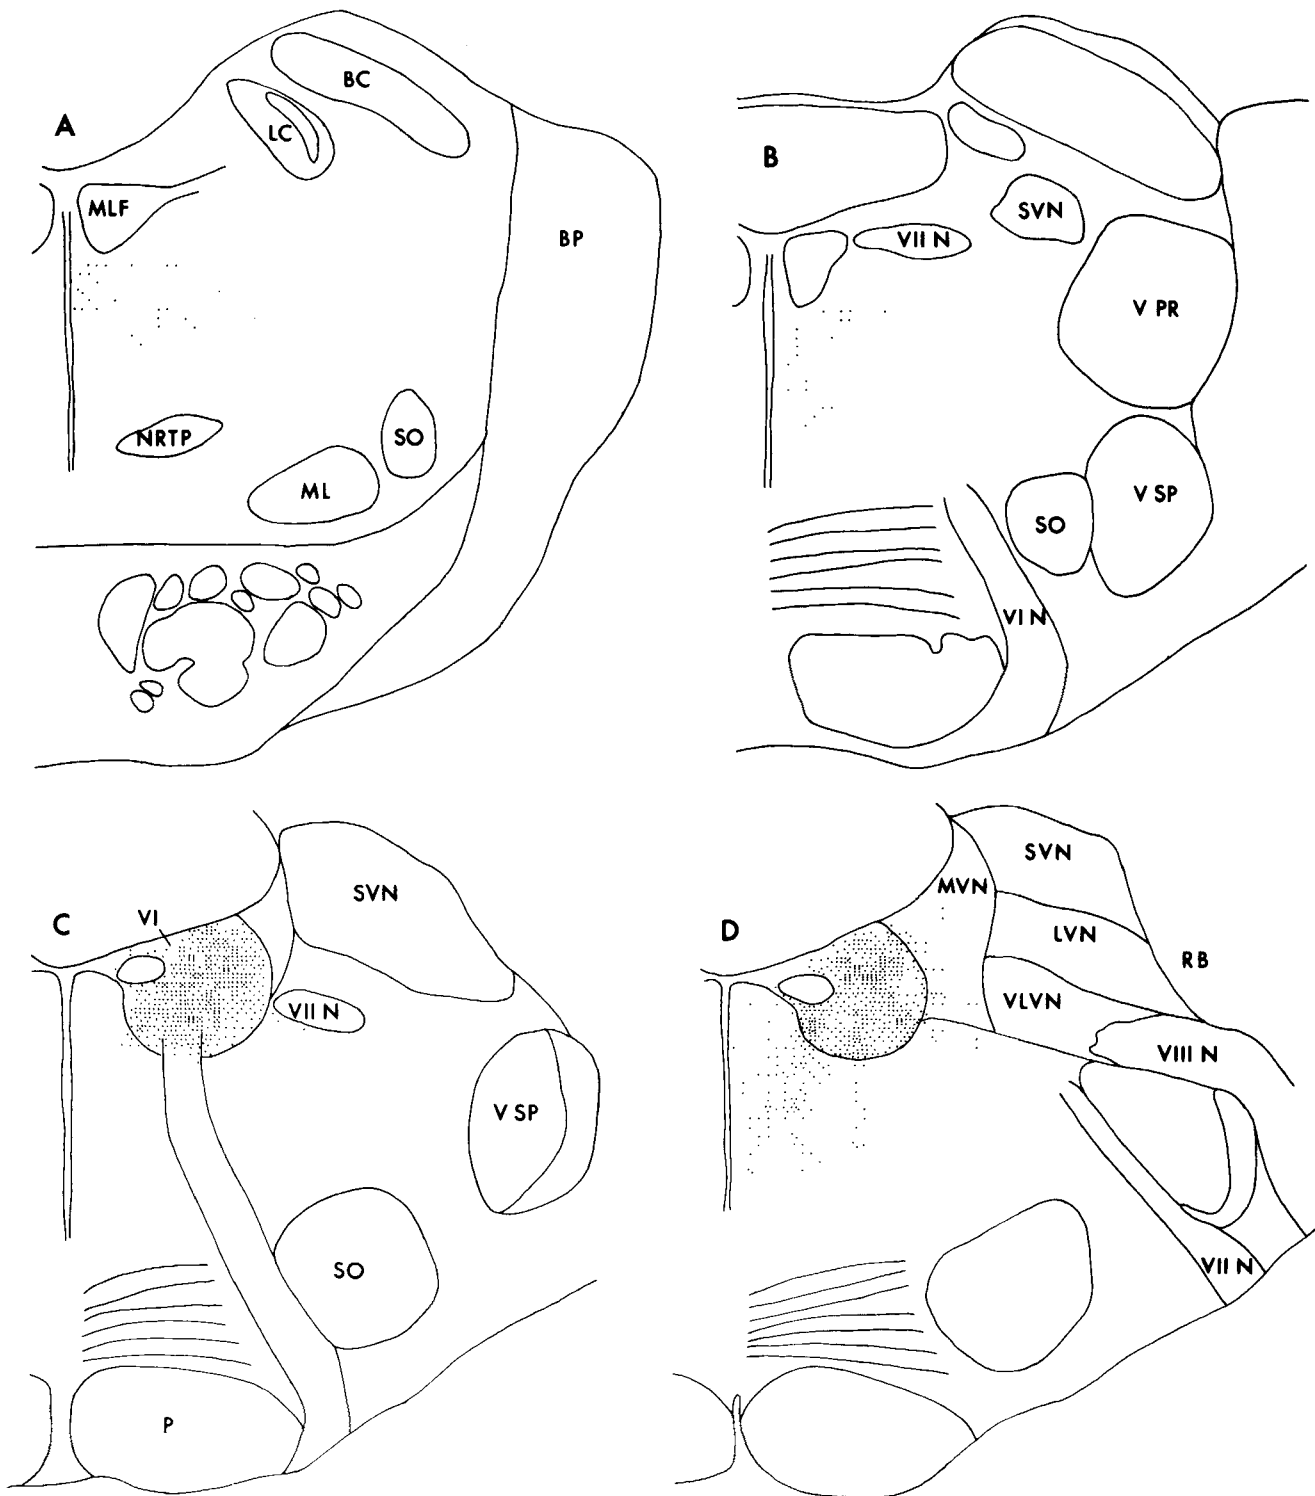 A
BC
LC
MLF
BP
NRTP
SO
ML
B
SVN
VII N
V PR
V SP
SO
VI N
C
VI
SVN
VII N
V SP
SO
P
D
SVN
MVN
LVN
RB
VLVN
VIII N
VII N